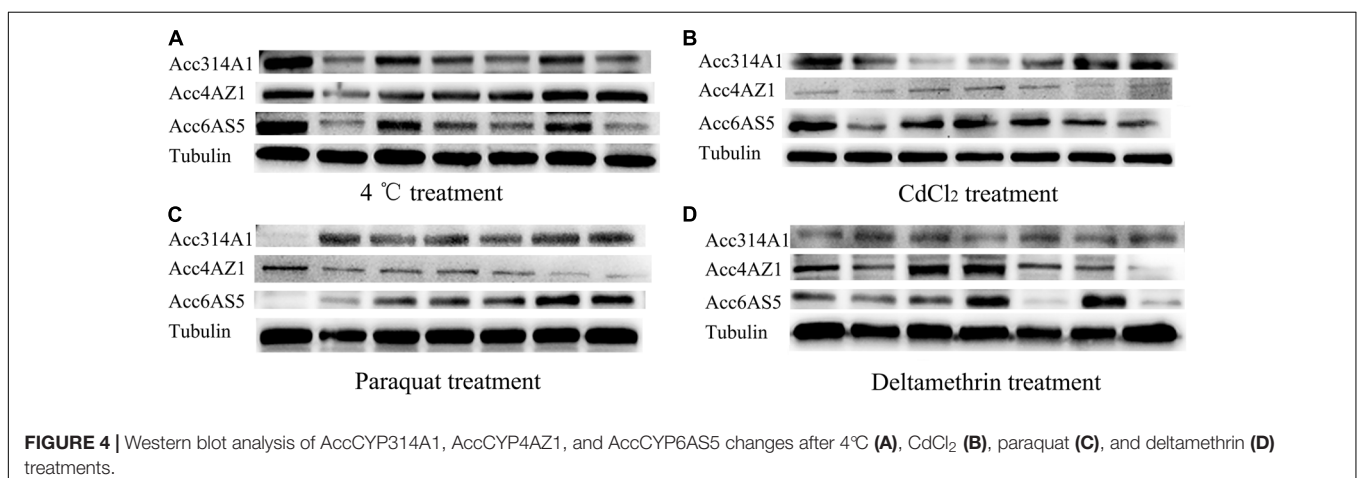 A
Acc314A1
Acc4AZ1
Acc6AS5
Tubulin
4 ℃ treatment
B
Acc314A1
Acc4AZ1
Acc6AS5
Tubulin
CdCl2 treatment
C
Acc314A1
Acc4AZ1
Acc6AS5
Tubulin
Paraquat treatment
D
Acc314A1
Acc4AZ1
Acc6AS5
Tubulin
Deltamethrin treatment
FIGURE 4 | Western blot analysis of AccCYP314A1, AccCYP4AZ1, and AccCYP6AS5 changes after 4°C (A), CdCl2 (B), paraquat (C), and deltamethrin (D)
treatments.